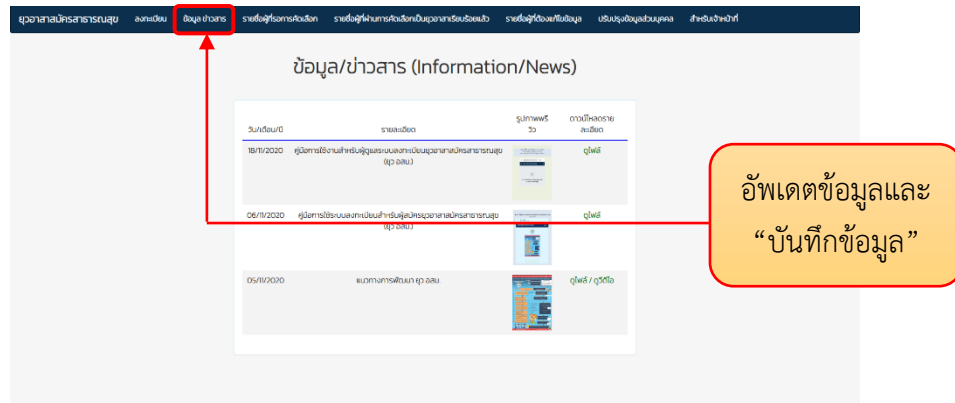 ยุวอาสาสมัครสาธารณสุข ลงทะเบียน ข้อมูล ข่าวสาร รายชื่อผู้ที่รอการคัดเลือก รายชื่อผู้ที่ผ่านการคัดเลือกเป็นยุวอาสาเรียบร้อยแล้ว รายชื่อผู้ที่ต้องแก้ไขข้อมูล ปรับปรุงข้อมูลส่วนบุคคล สำหรับเจ้าหน้าที่
ข้อมูล/ข่าวสาร (Information/News)
วัน/เดือน/ปี รายละเอียด รูปภาพพรี
วิว ดาวน์โหลดราย
ละเอียด
18/11/2020 คู่มือการใช้งานสำหรับผู้ดูแลระบบลงทะเบียนยุวอาสาสมัครสาธารณสุข
(ยุว อสม.) ดูไฟล์
06/11/2020 คู่มือการใช้ระบบลงทะเบียนสำหรับผู้สมัครยุวอาสาสมัครสาธารณสุข
(ยุว อสม.) ดูไฟล์
05/11/2020 แนวทางการพัฒนา ยุว อสม. ดูไฟล์ / ดูวีดีโอ
อัพเดตข้อมูลและ
“บันทึกข้อมูล”